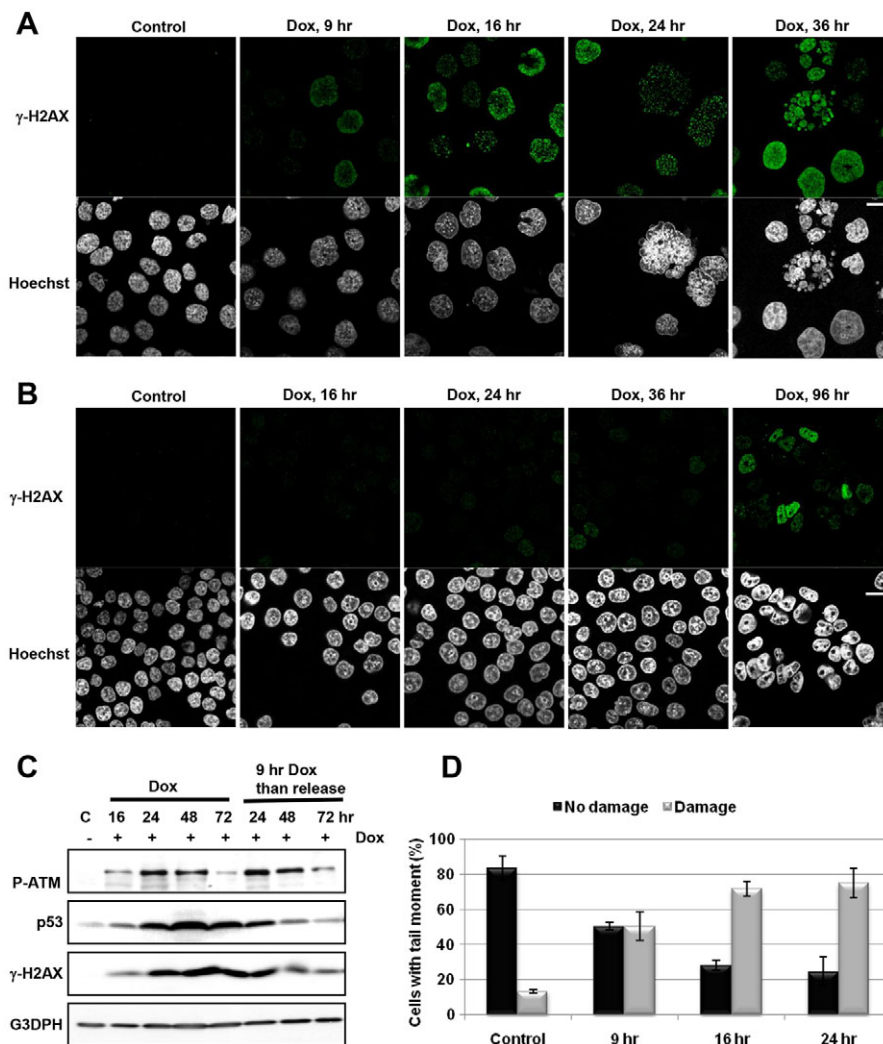 A
Control Dox, 9 hr Dox, 16 hr Dox, 24 hr Dox, 36 hr
γ-H2AX
Hoechst
B
Control Dox, 16 hr Dox, 24 hr Dox, 36 hr Dox, 96 hr
γ-H2AX
Hoechst
C
Dox
9 hr Dox
than release
C 16 24 48 72 24 48 72 hr
- + + + + + + + Dox
P-ATM
p53
γ-H2AX
G3DPH
D
No damage Damage
Cells with tail moment (%)
100
80
60
40
20
0
Control 9 hr 16 hr 24 hr